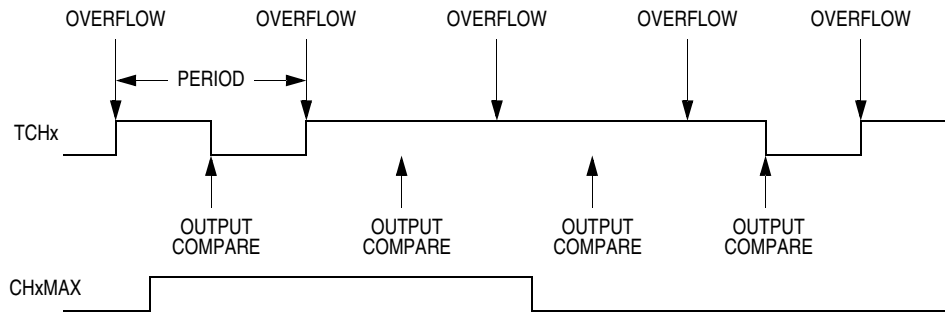 OVERFLOW OVERFLOW OVERFLOW OVERFLOW OVERFLOW
PERIOD
TCHx
OUTPUT COMPARE
OUTPUT COMPARE
OUTPUT COMPARE
OUTPUT COMPARE
CHxMAX